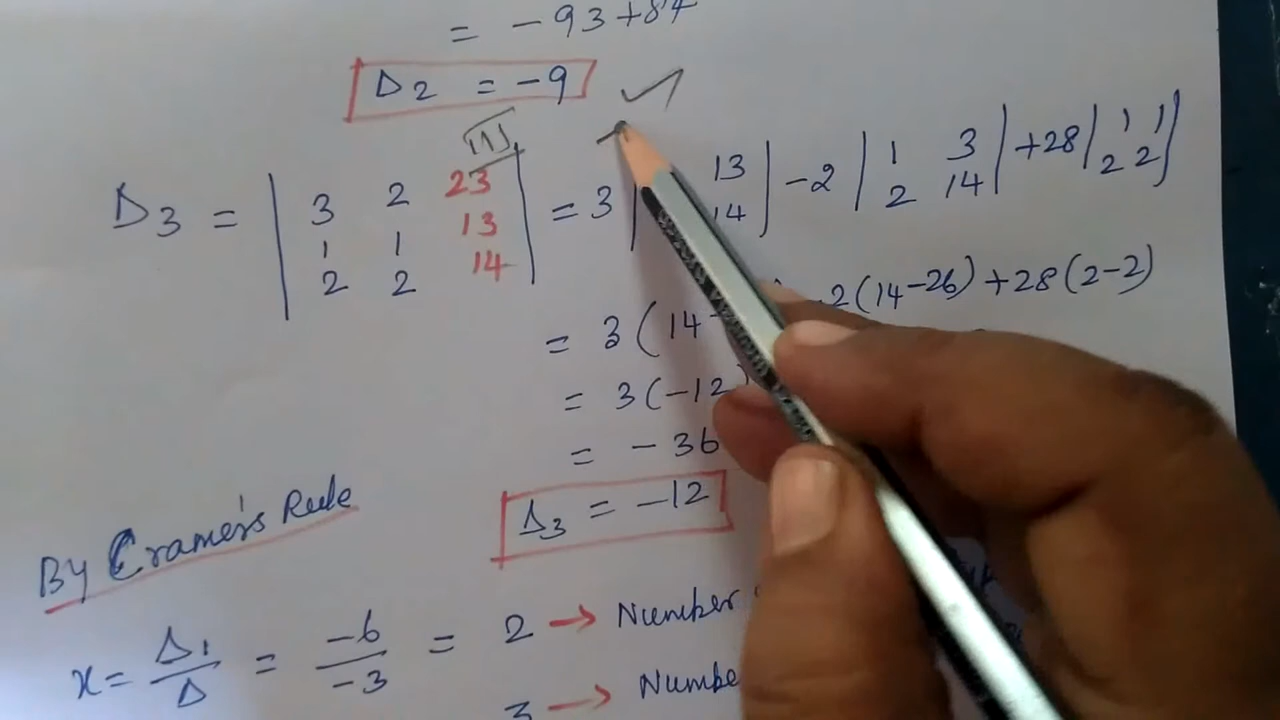 = -93+84
Δ2 = -9
Δ3 = | 3 2 23 | = 3 | 13 | -2 | 1 3 | +28 | 1 1 |
| 1 1 13 | 14 | 2 14 | 2 2 |
| 2 2 14 |
= 3(14- -2(14-26)+28(2-2)
= 3(-12)
= -36
Δ3 = -12
By Cramer's Rule
x = Δ1/Δ = -6/-3 = 2 → Number
3 → Numbe